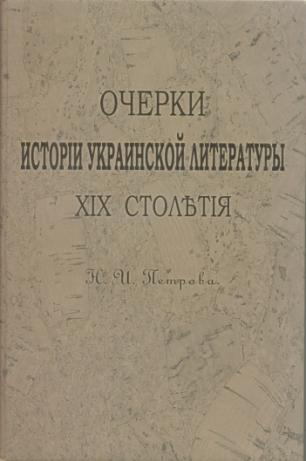 ОЧЕРКИ
ИСТОРІИ УКРАИНСКОЙ ЛИТЕРАТУРЫ
XIX СТОЛѢТІЯ
Н. И. Петрова.